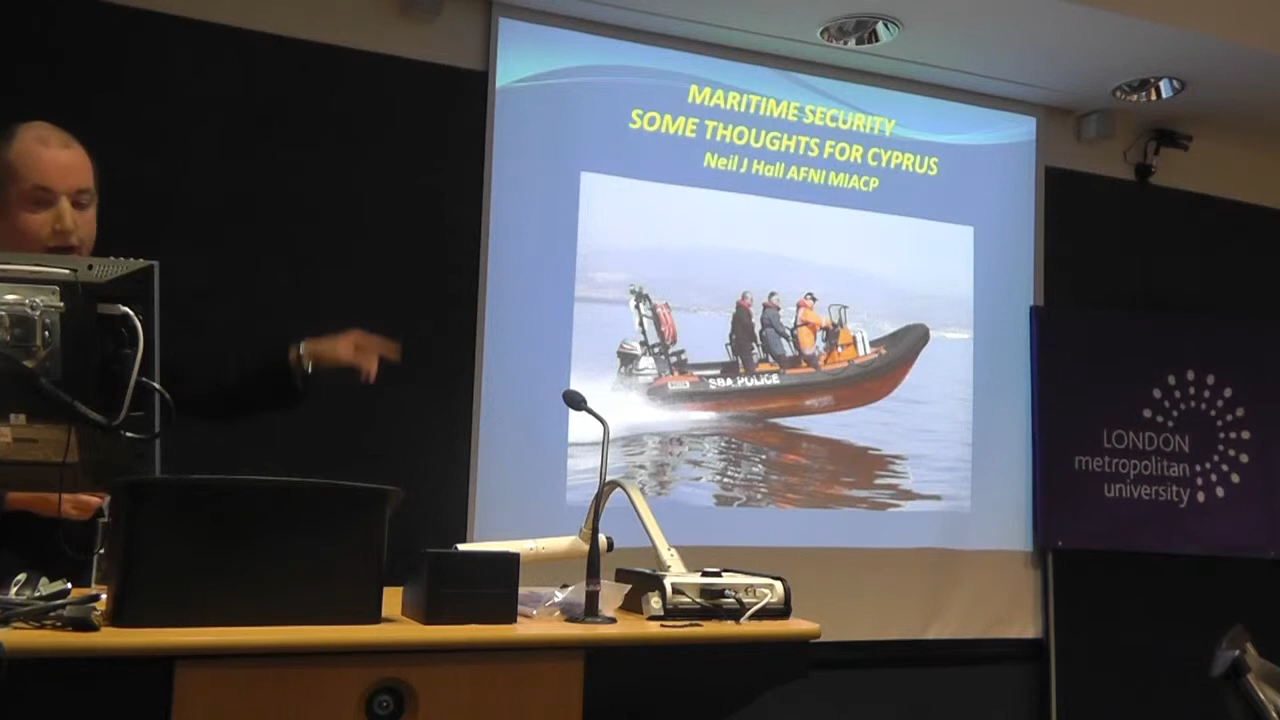 MARITIME SECURITY
SOME THOUGHTS FOR CYPRUS
Neil J Hall AFNI MIACP
SBA POLICE
LONDON
metropolitan
university